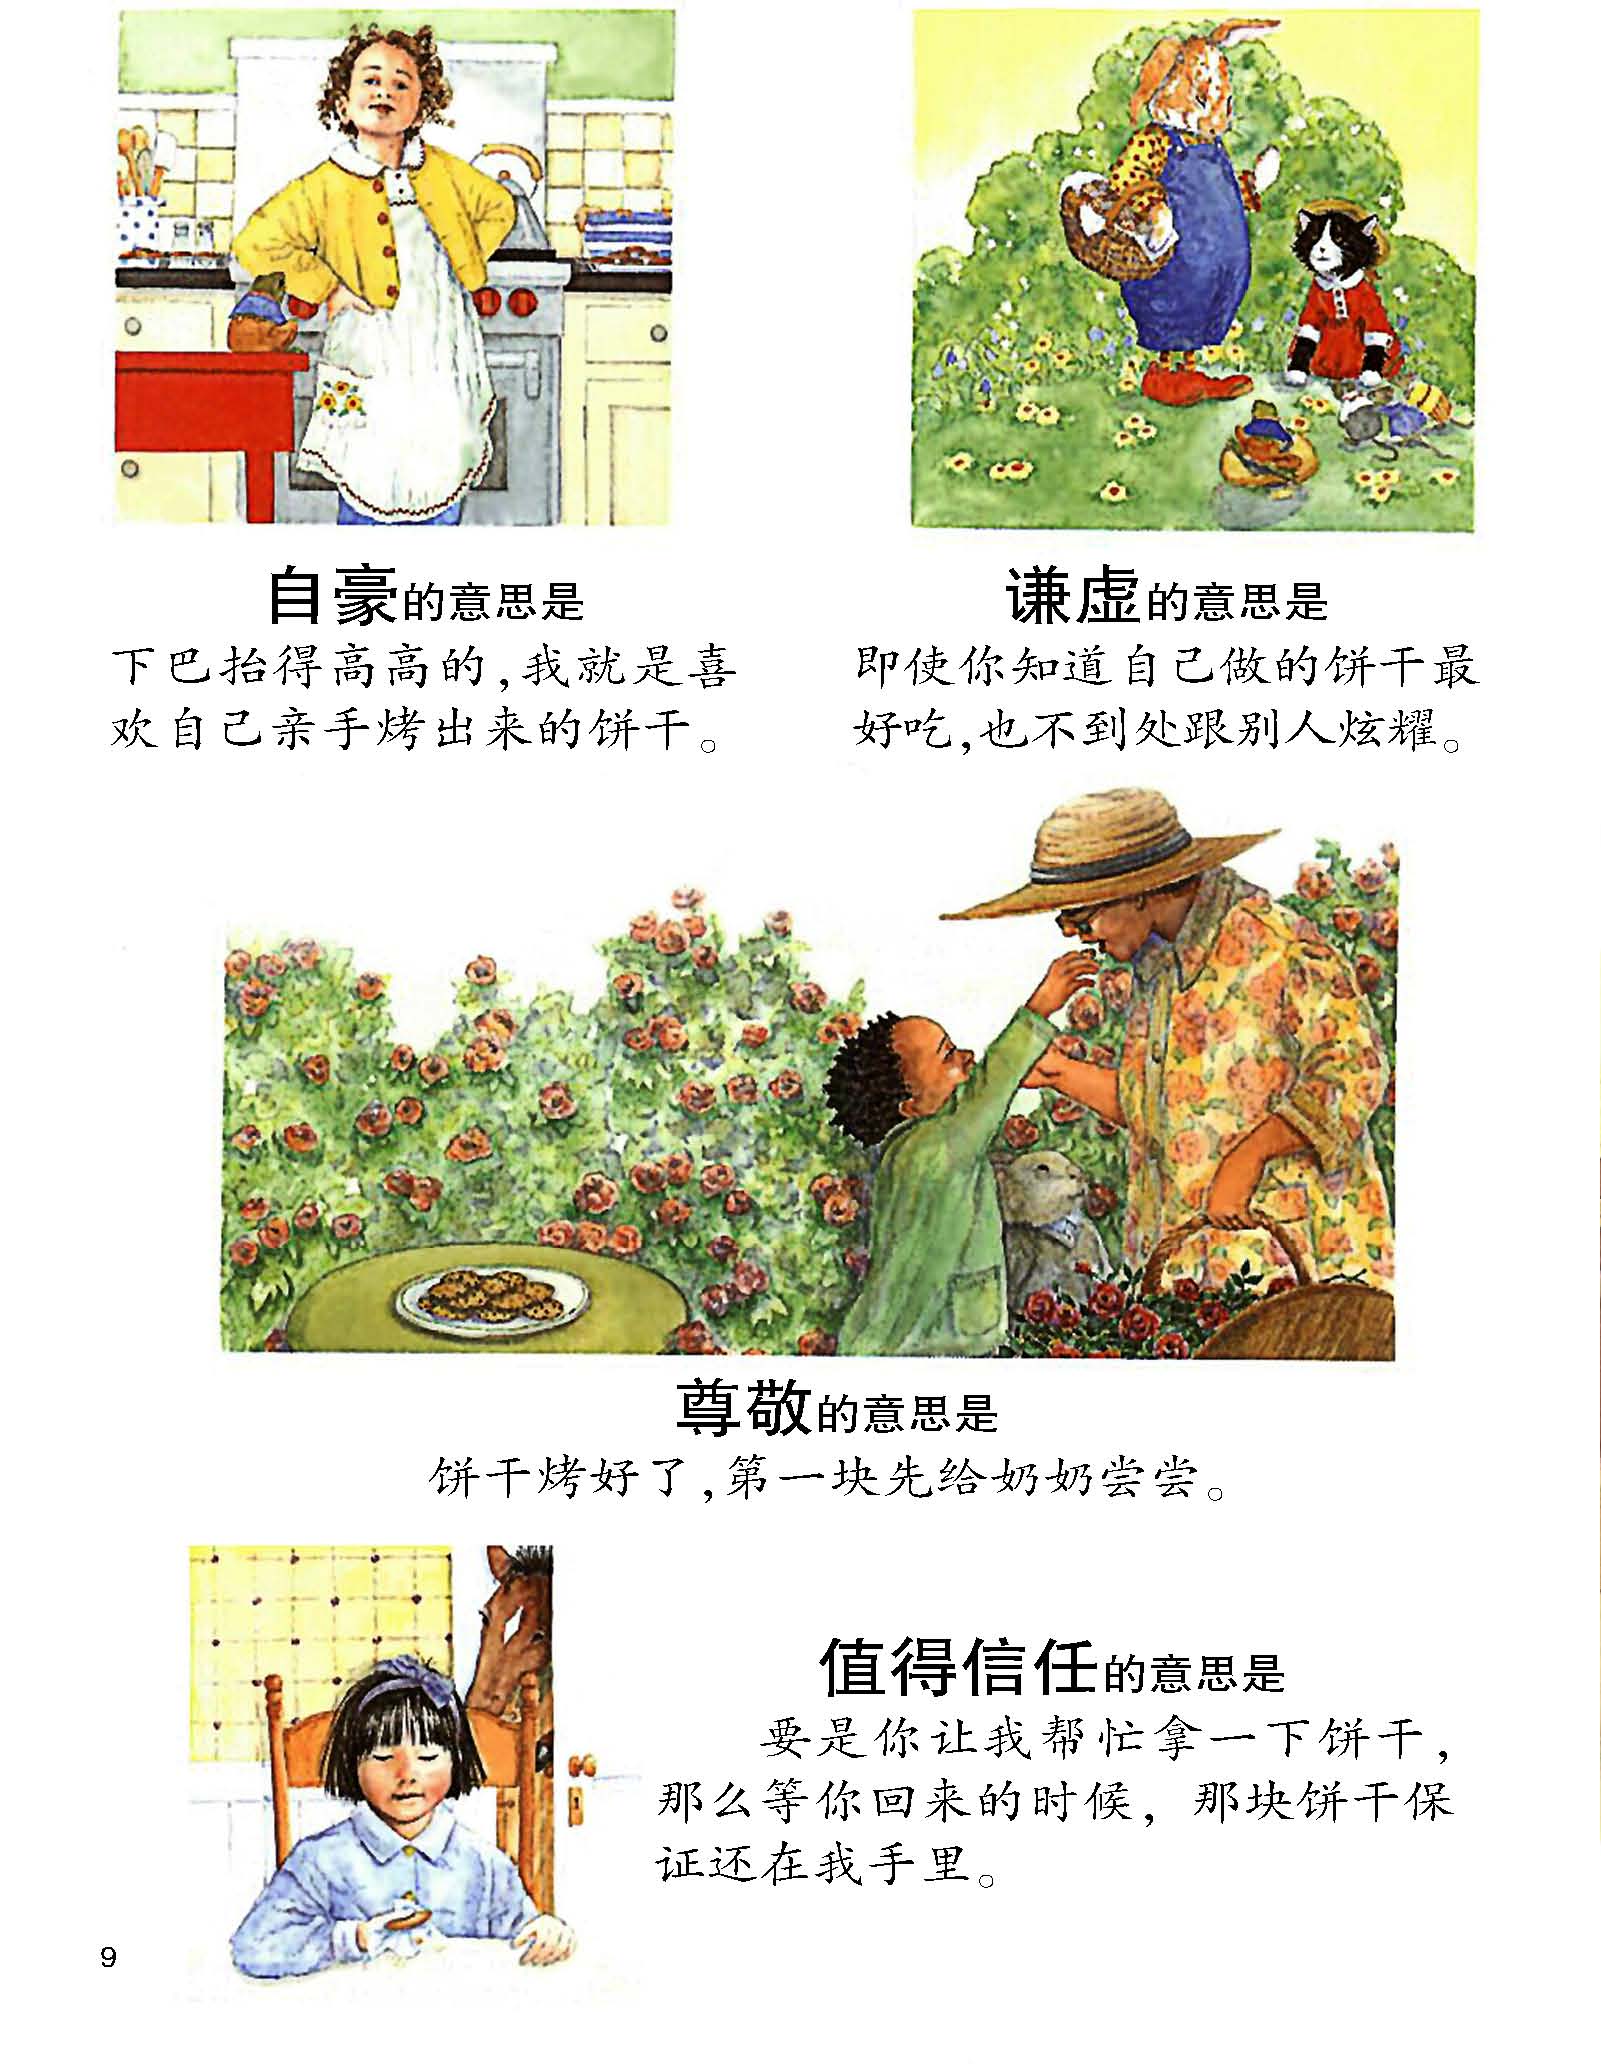 自豪的意思是
下巴抬得高高的,我就是喜
欢自己亲手烤出来的饼干。
谦虚的意思是
即使你知道自己做的饼干最
好吃,也不到处跟别人炫耀。
尊敬的意思是
饼干烤好了,第一块先给奶奶尝尝。
值得信任的意思是
要是你让我帮忙拿一下饼干,
那么等你回来的时候, 那块饼干保
证还在我手里。
9